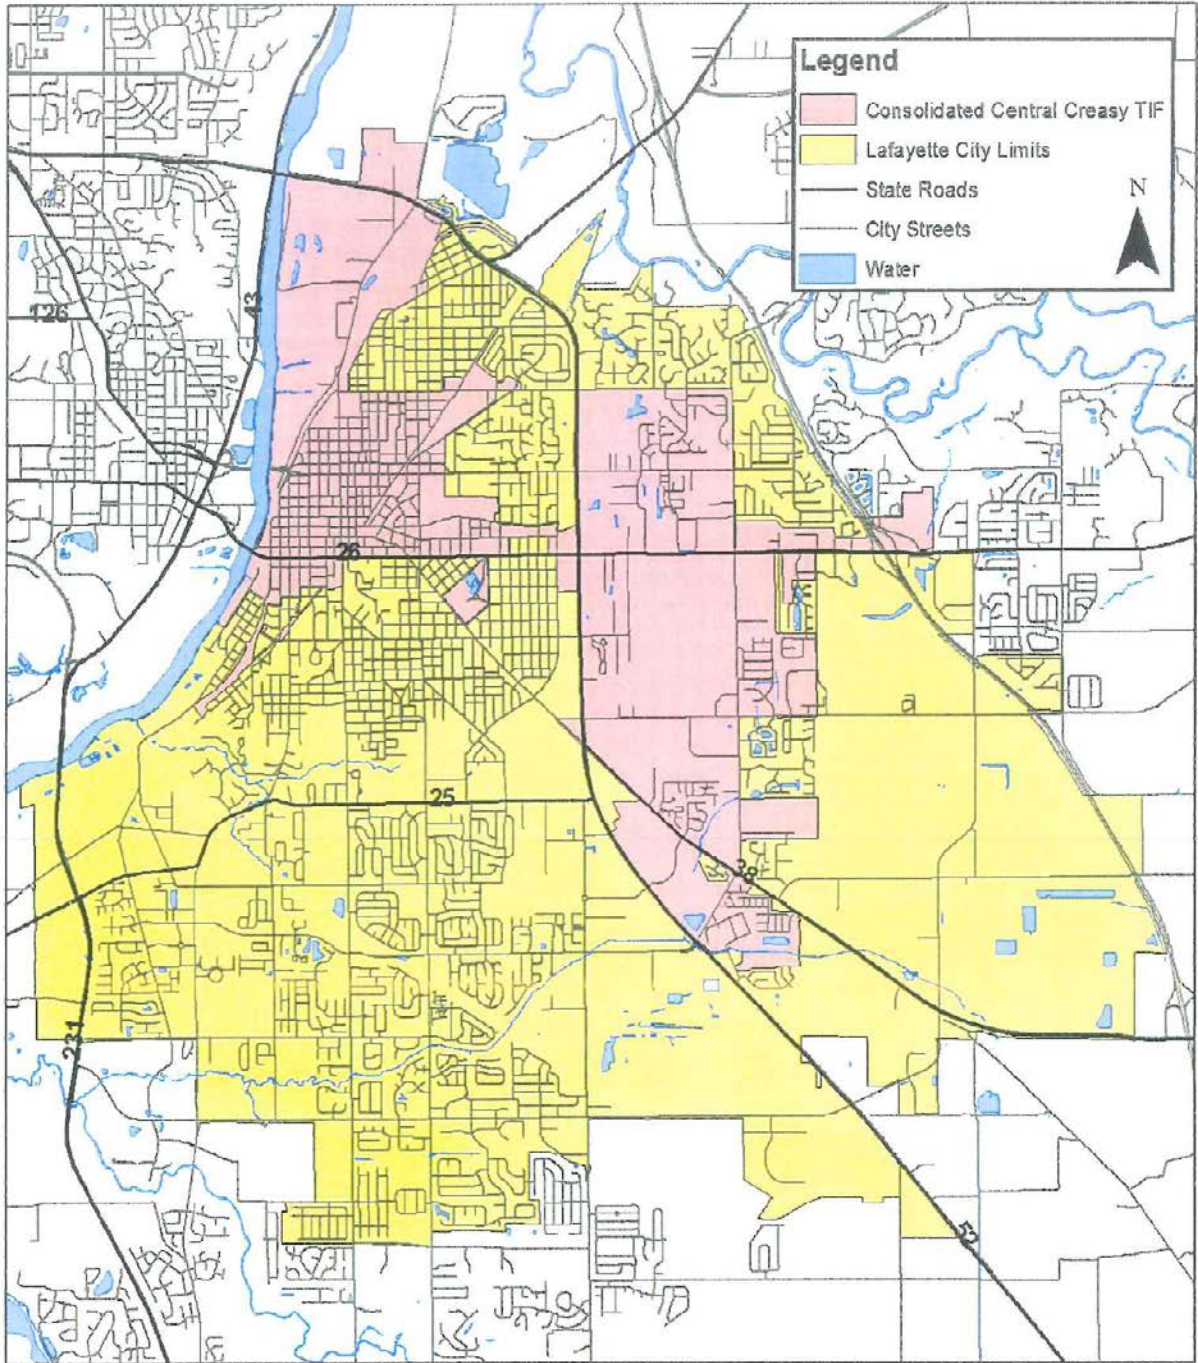 Legend
Consolidated Central Creasy TIF
Lafayette City Limits
State Roads
N
City Streets
Water
126
43
26
25
38
231
52